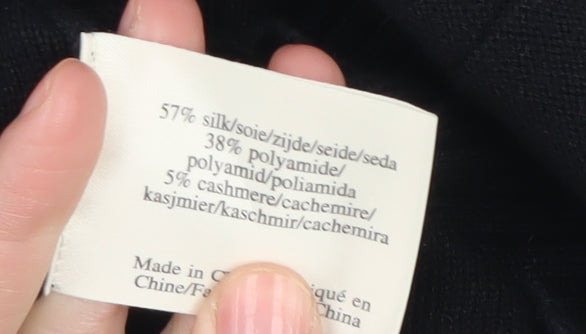 57% silk/soie/zijde/seide/seda
38% polyamide/
polyamid/poliamida
5% cashmere/cachemire/
kasjmier/kaschmir/cachemira
Made in en
Chine/ China